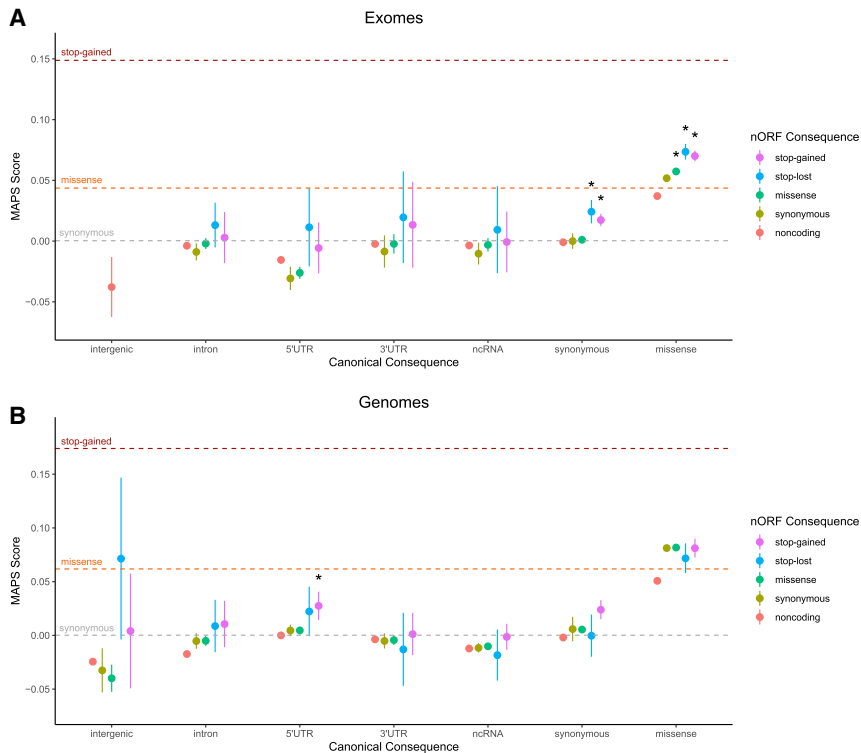 A
Exomes
stop-gained
missense
synonymous
0.15
0.10
0.05
0.00
−0.05
MAPS Score
* * * * *
intergenic intron 5'UTR 3'UTR ncRNA synonymous missense
Canonical Consequence
nORF Consequence
stop-gained
stop-lost
missense
synonymous
noncoding
B
Genomes
stop-gained
missense
synonymous
0.15
0.10
0.05
0.00
−0.05
MAPS Score
*
intergenic intron 5'UTR 3'UTR ncRNA synonymous missense
Canonical Consequence
nORF Consequence
stop-gained
stop-lost
missense
synonymous
noncoding